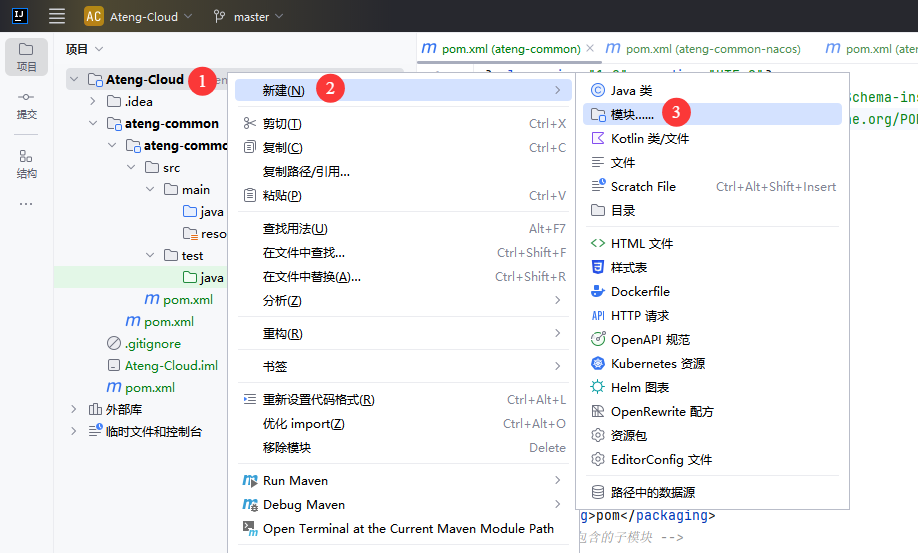 AC Ateng-Cloud master
项目
提交
结构
项目
Ateng-Cloud 1
.idea
ateng-common
ateng-commo
src
main
java
reso
test
java
pom.xml
pom.xml
.gitignore
Ateng-Cloud.iml
pom.xml
外部库
临时文件和控制台
pom.xml (ateng-common)
pom.xml (ateng-common-nacos)
pom.xml (aten
新建(N) 2
剪切(T) Ctrl+X
复制(C) Ctrl+C
复制路径/引用...
粘贴(P) Ctrl+V
查找用法(U) Alt+F7
在文件中查找... Ctrl+Shift+F
在文件中替换(A)... Ctrl+Shift+R
分析(Z)
重构(R)
书签
重新设置代码格式(R) Ctrl+Alt+L
优化 import(Z) Ctrl+Alt+O
移除模块 Delete
Run Maven
Debug Maven
Open Terminal at the Current Maven Module Path
Java 类
模块...... 3
Kotlin 类/文件
文件
Scratch File Ctrl+Alt+Shift+Insert
目录
HTML 文件
样式表
Dockerfile
API HTTP 请求
OpenAPI 规范
Kubernetes 资源
Helm 图表
OpenRewrite 配方
资源包
EditorConfig 文件
路径中的数据源
schema-ins
ne.org/POM
g>pom</packaging>
包含的子模块 -->